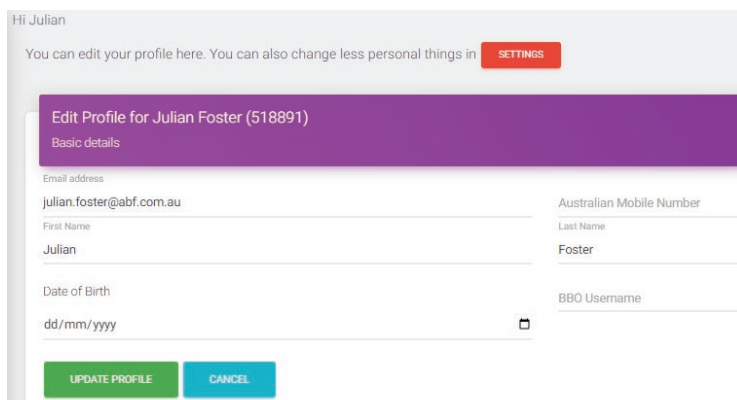 Hi Julian
You can edit your profile here. You can also change less personal things in SETTINGS
Edit Profile for Julian Foster (518891)
Basic details
Email address
julian.foster@abf.com.au Australian Mobile Number
First Name Last Name
Julian Foster
Date of Birth BBO Username
dd/mm/yyyy
UPDATE PROFILE CANCEL